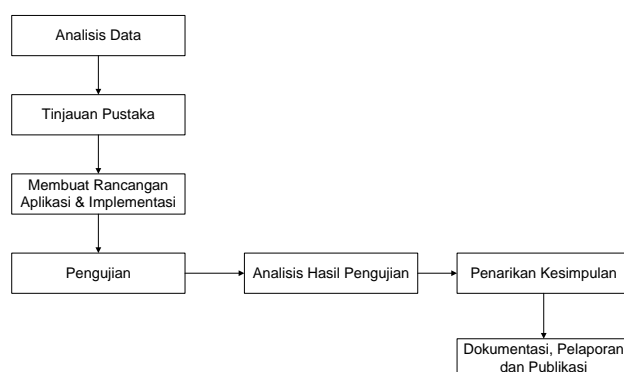 Analisis Data
Tinjauan Pustaka
Membuat Rancangan
Aplikasi & Implementasi
Pengujian
Analisis Hasil Pengujian
Penarikan Kesimpulan
Dokumentasi, Pelaporan
dan Publikasi